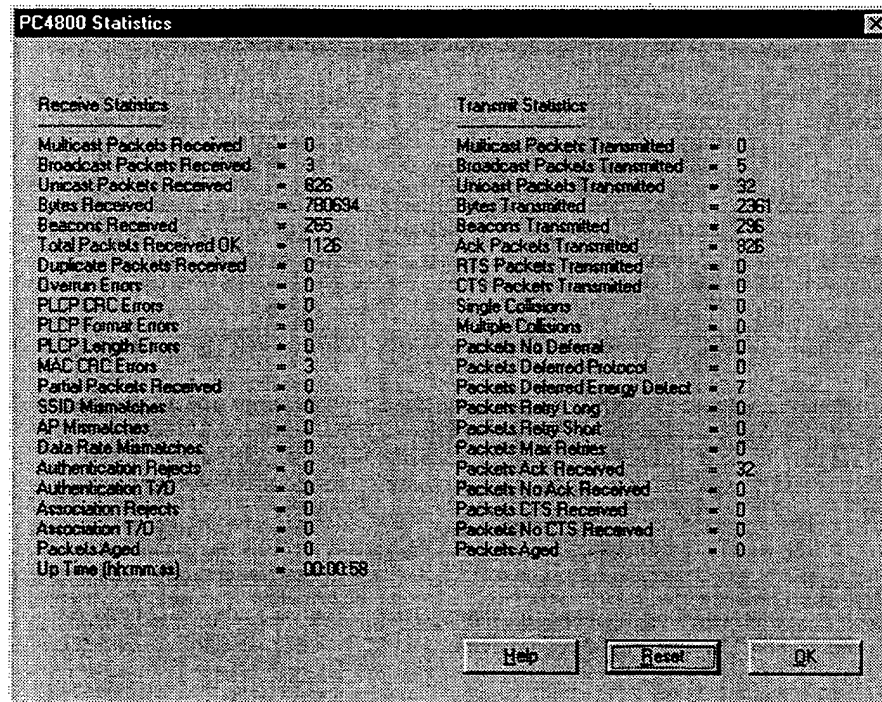 PC4800 Statistics
Receive Statistics
Multicast Packets Received = 0
Broadcast Packets Received = 3
Unicast Packets Received = 826
Bytes Received = 780694
Beacons Received = 265
Total Packets Received OK = 1126
Duplicate Packets Received = 0
Overrun Errors = 0
PLCP CRC Errors = 0
PLCP Format Errors = 0
PLCP Length Errors = 0
MAC CRC Errors = 3
Partial Packets Received = 0
SSID Mismatches = 0
AP Mismatches = 0
Data Rate Mismatches = 0
Authentication Rejects = 0
Authentication T/O = 0
Association Rejects = 0
Association T/O = 0
Packets Aged = 0
Up Time (hh:mm:ss) = 00:00:58
Transmit Statistics
Multicast Packets Transmitted = 0
Broadcast Packets Transmitted = 5
Unicast Packets Transmitted = 32
Bytes Transmitted = 2361
Beacons Transmitted = 296
Ack Packets Transmitted = 826
RTS Packets Transmitted = 0
CTS Packets Transmitted = 0
Single Collisions = 0
Multiple Collisions = 0
Packets No Deferral = 0
Packets Deferred Protocol = 0
Packets Deferred Energy Detect = 7
Packets Retry Long = 0
Packets Retry Short = 0
Packets Max Retries = 0
Packets Ack Received = 32
Packets No Ack Received = 0
Packets CTS Received = 0
Packets No CTS Received = 0
Packets Aged = 0
Help Reset OK